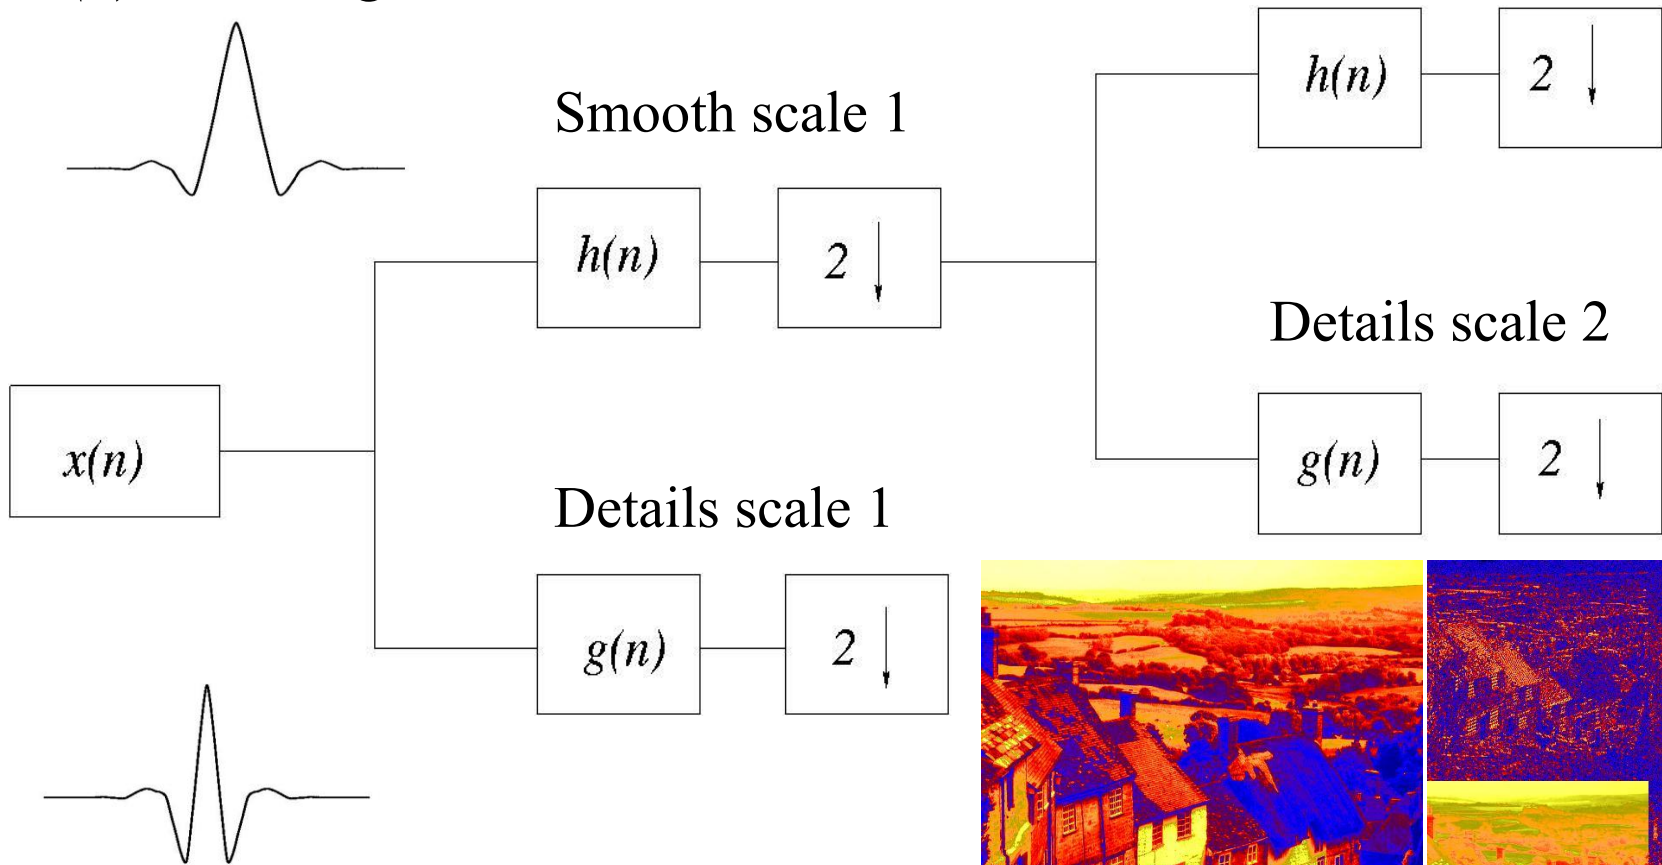 h(n) 2
Smooth scale 1
h(n) 2
Details scale 2
x(n)
g(n) 2
Details scale 1
g(n) 2